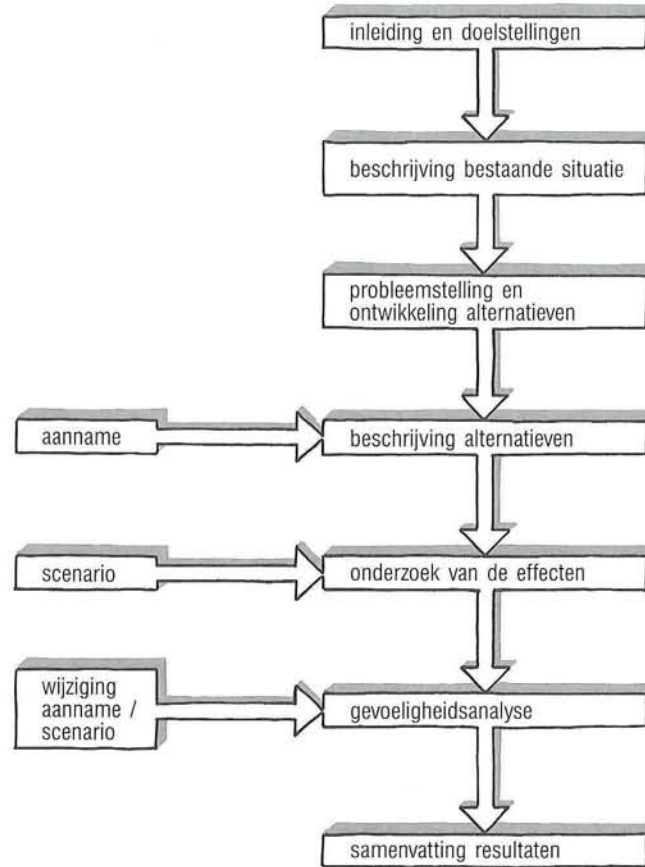 inleiding en doelstellingen
beschrijving bestaande situatie
probleemstelling en
ontwikkeling alternatieven
aanname
beschrijving alternatieven
scenario
onderzoek van de effecten
wijziging
aanname /
scenario
gevoeligheidsanalyse
samenvatting resultaten